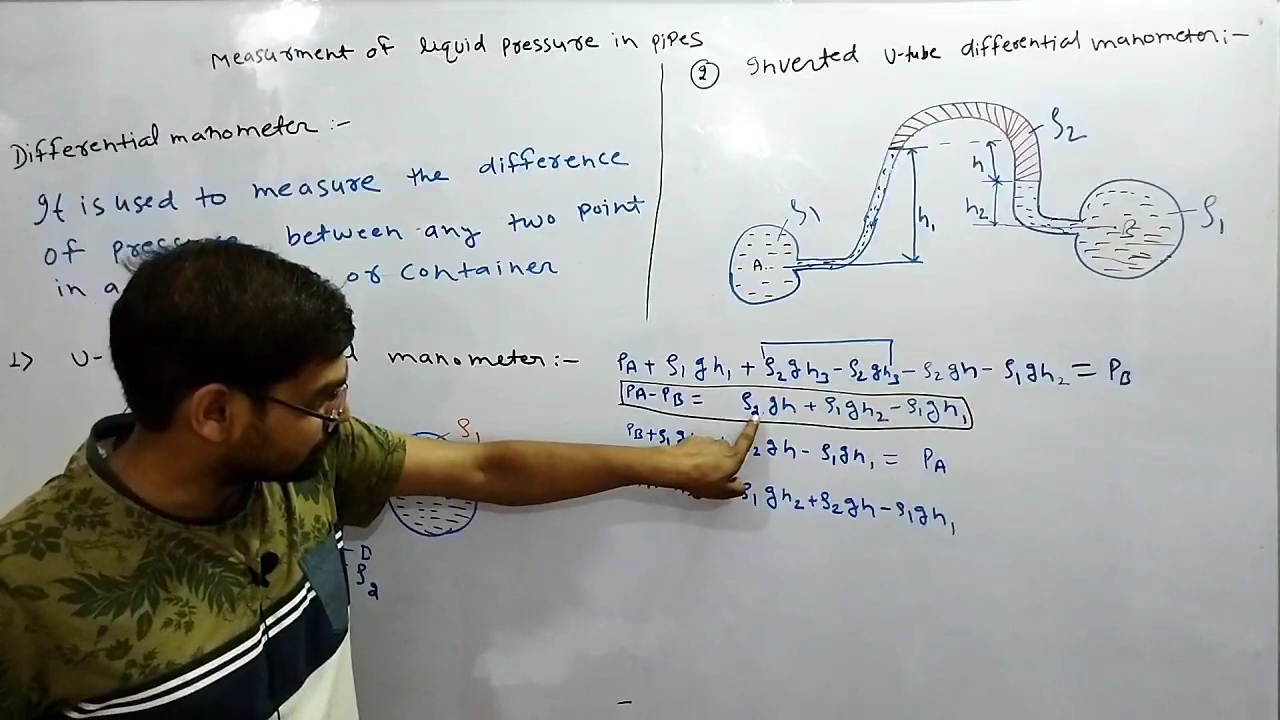 Measurment of liquid pressure in pipes
Differential manometer :-
It is used to measure the difference
of pressure between any two point
in a or container
1) U- manometer :-
ρ1
D
ρ2
② Inverted U-tube differential manometer :-
ρ2
h
h1
h2
ρ1
A
B
ρ1
PA + ρ1gh1 + ρ2gh3 - ρ2gh3 - ρ2gh - ρ1gh2 = PB
PA - PB = ρ2gh + ρ1gh2 - ρ1gh1
PB + ρ1g 2gh - ρ1gh1 = PA
ρ1gh2 + ρ2gh - ρ1gh1